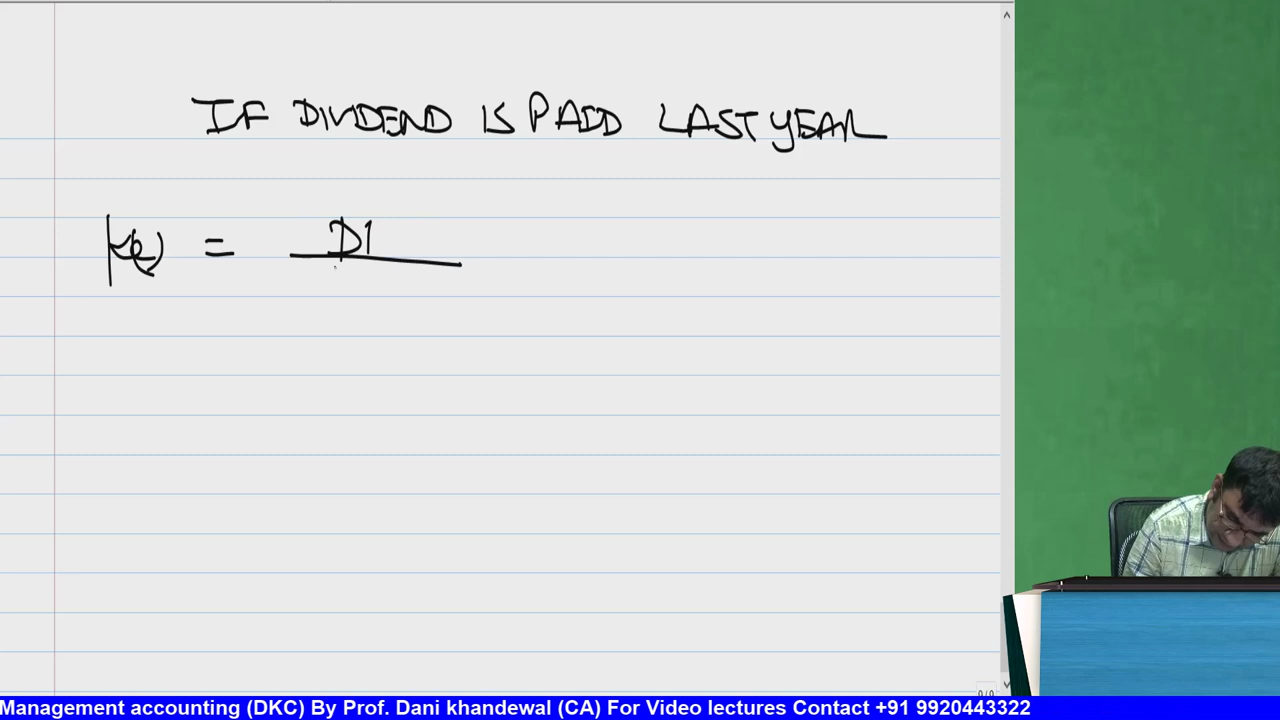 IF DIVIDEND IS PAID LAST YEAR
Ke =
D1
Management accounting (DKC) By Prof. Dani khandewal (CA) For Video lectures Contact +91 9920443322